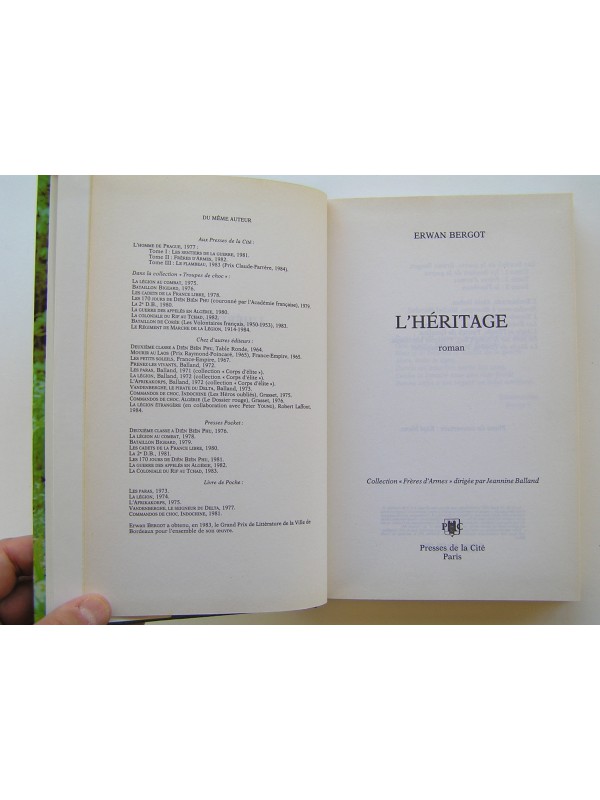 DU MÊME AUTEUR
Aux Presses de la Cité :
L'HOMME DE PRAGUE, 1977 :
Tome I : LES SENTIERS DE LA GUERRE, 1981.
Tome II : FRÈRES D'ARMES, 1982.
Tome III : LE FLAMBEAU, 1983 (Prix Claude-Farrère, 1984).
Dans la collection « Troupes de choc » :
LA LÉGION AU COMBAT, 1975.
BATAILLON BIGEARD, 1976.
LES CADETS DE LA FRANCE LIBRE, 1978.
LES 170 JOURS DE DIÊN BIÊN PHU (couronné par l'Académie française), 1979.
LA 2e D.B., 1980.
LA GUERRE DES APPELÉS EN ALGÉRIE, 1980.
LA COLONIALE DU RIF AU TCHAD, 1982.
BATAILLON DE CORÉE (Les Volontaires français, 1950-1953), 1983.
LE RÉGIMENT DE MARCHE DE LA LÉGION, 1914-1984.
Chez d'autres éditeurs :
DEUXIÈME CLASSE À DIÊN BIÊN PHU, Table Ronde, 1964.
MOURIR AU LAOS (Prix Raymond-Poincaré, 1965), France-Empire, 1965.
LES PETITS SOLEILS, France-Empire, 1967.
PRENEZ-LES VIVANTS, Balland, 1972.
LES PARAS, Balland, 1971 (collection « Corps d'élite »).
LA LÉGION, Balland, 1972 (collection « Corps d'élite »).
L'AFRIKAKORPS, Balland, 1972 (collection « Corps d'élite »).
VANDENBERGHE, LE PIRATE DU DELTA, Balland, 1973.
COMMANDOS DE CHOC, INDOCHINE (Les Héros oubliés), Grasset, 1975.
COMMANDOS DE CHOC, ALGÉRIE (Le Dossier rouge), Grasset, 1976.
LA LÉGION ÉTRANGÈRE (en collaboration avec Peter YOUNG), Robert Laffont,
1984.
Presses Pocket :
DEUXIÈME CLASSE À DIÊN BIÊN PHU, 1976.
LA LÉGION AU COMBAT, 1978.
BATAILLON BIGEARD, 1979.
LES CADETS DE LA FRANCE LIBRE, 1980.
LA 2e D.B., 1981.
LES 170 JOURS DE DIÊN BIÊN PHU, 1981.
LA GUERRE DES APPELÉS EN ALGÉRIE, 1982.
LA COLONIALE DU RIF AU TCHAD, 1983.
Livre de Poche :
LES PARAS, 1973.
LA LÉGION, 1974.
L'AFRIKAKORPS, 1975.
VANDENBERGHE, LE SEIGNEUR DE DELTA, 1977.
COMMANDOS DE CHOC, INDOCHINE, 1981.
ERWAN BERGOT a obtenu, en 1983, le Grand Prix de Littérature de la Ville de
Bordeaux pour l'ensemble de son œuvre.
ERWAN BERGOT
L'HÉRITAGE
roman
Collection « Frères d'Armes » dirigée par Jeannine Balland
Presses de la Cité
Paris